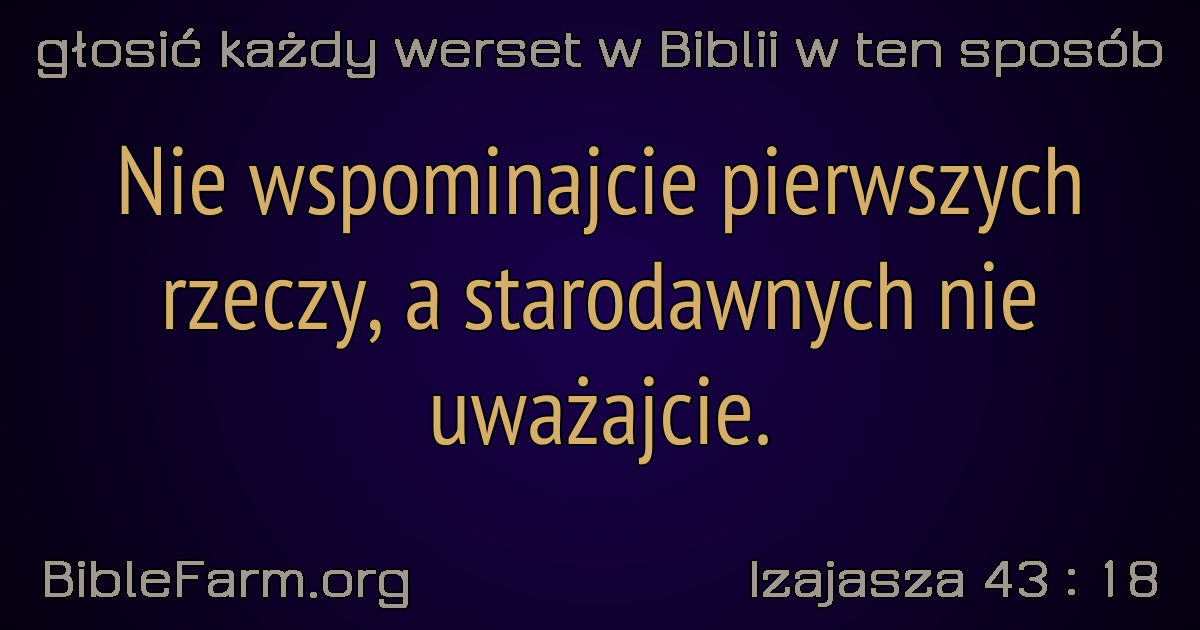 głosić każdy werset w Biblii w ten sposób
Nie wspominajcie pierwszych
rzeczy, a starodawnych nie
uważajcie.
BibleFarm.org
Izajasza 43 : 18